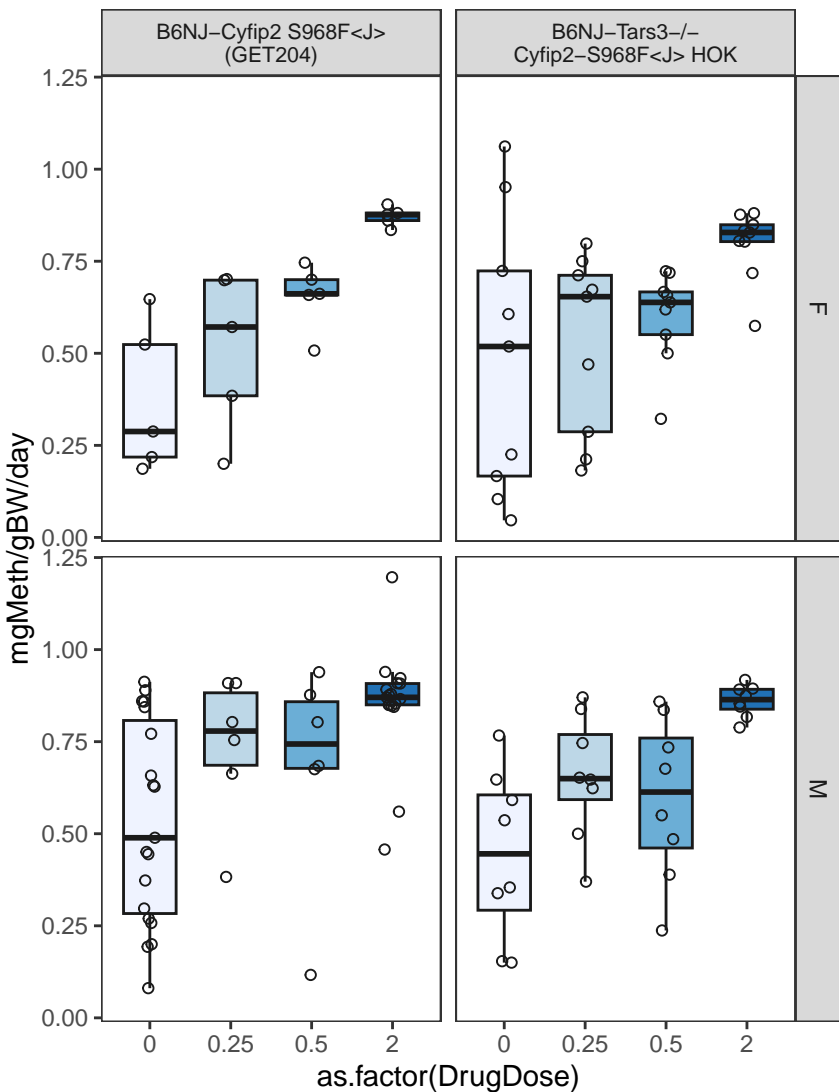 B6NJ−Cyfip2 S968F<J>
(GET204)
B6NJ−Tars3−/−
Cyfip2−S968F<J> HOK
1.25
1.00
0.75
0.50
0.25
0.00
F
1.25
1.00
0.75
0.50
0.25
0.00
M
mgMeth/gBW/day
0 0.25 0.5 2
0 0.25 0.5 2
as.factor(DrugDose)